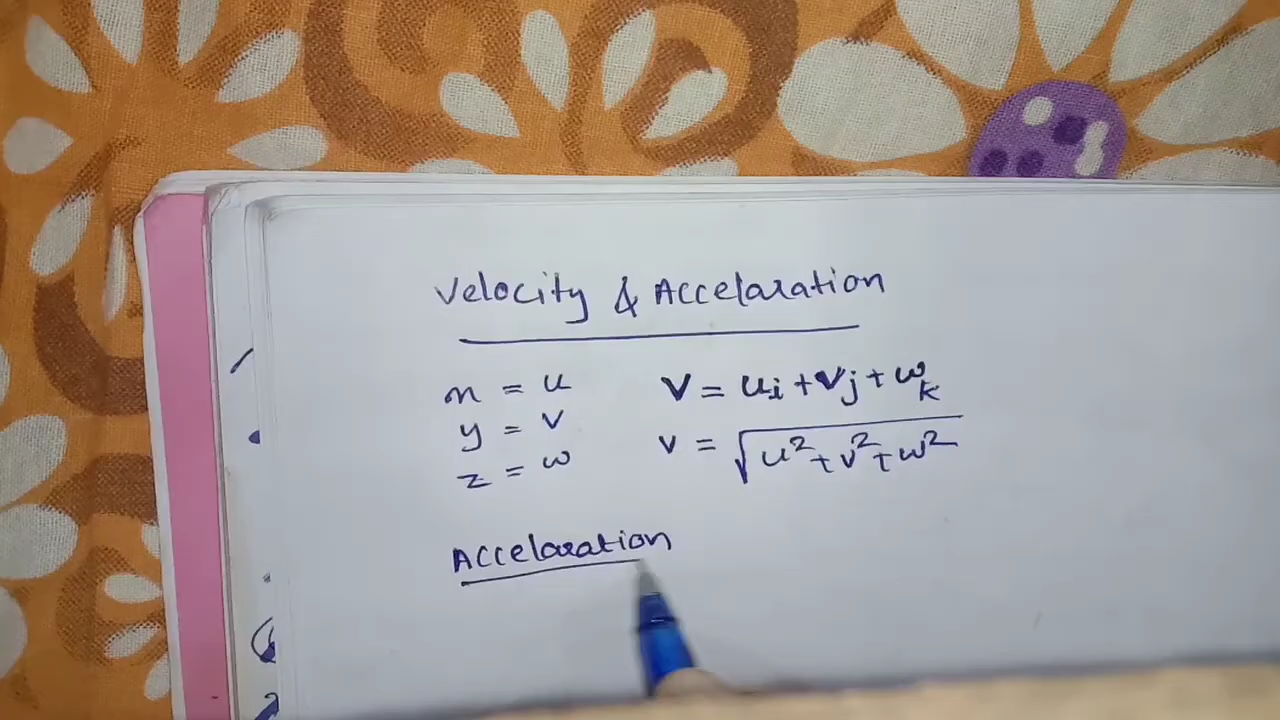 Velocity & Accelaration
x = u
y = v
z = w
V = ui + vj + wk
v = √u²+v²+w²
Accelaration